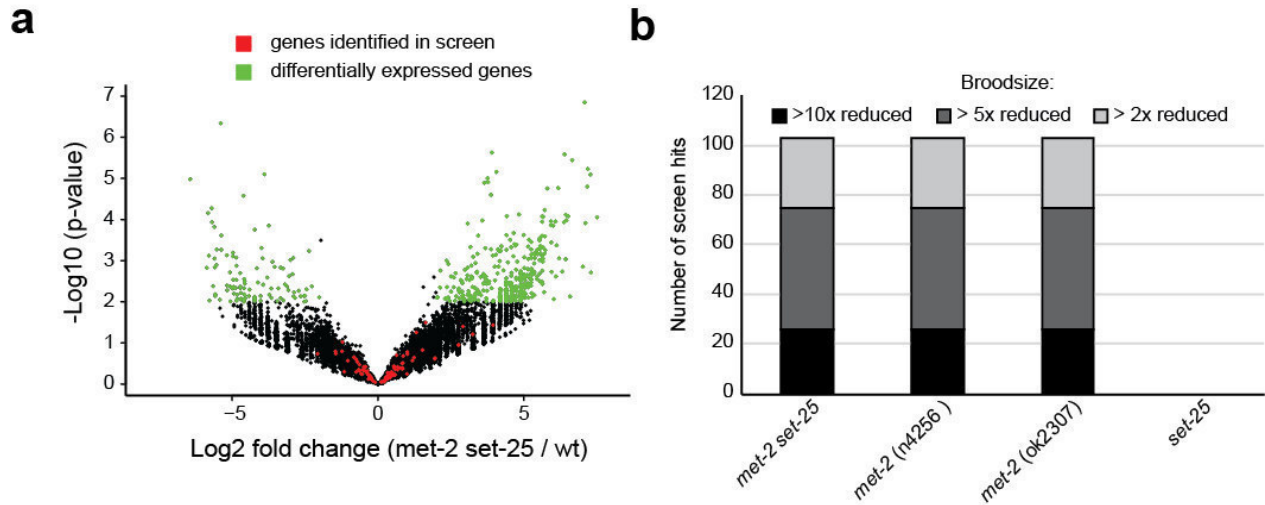 a
genes identified in screen
differentially expressed genes
7
6
5
4
3
2
1
0
-Log10 (p-value)
−5
0
5
Log2 fold change (met-2 set-25 / wt)
b
Broodsize:
>10x reduced
> 5x reduced
> 2x reduced
120
100
80
60
40
20
0
Number of screen hits
met-2 set-25
met-2 (n4256 )
met-2 (ok2307)
set-25